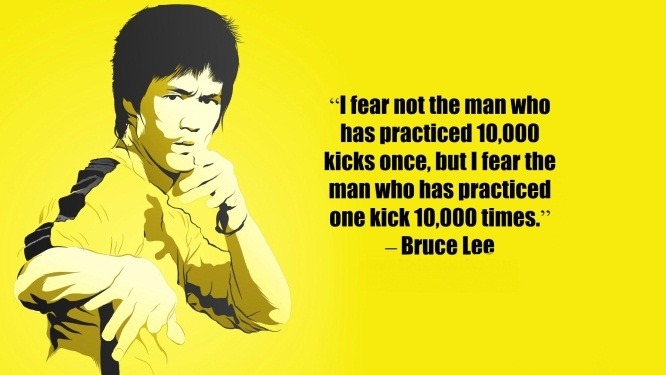 “I fear not the man who
has practiced 10,000
kicks once, but I fear the
man who has practiced
one kick 10,000 times.”
– Bruce Lee